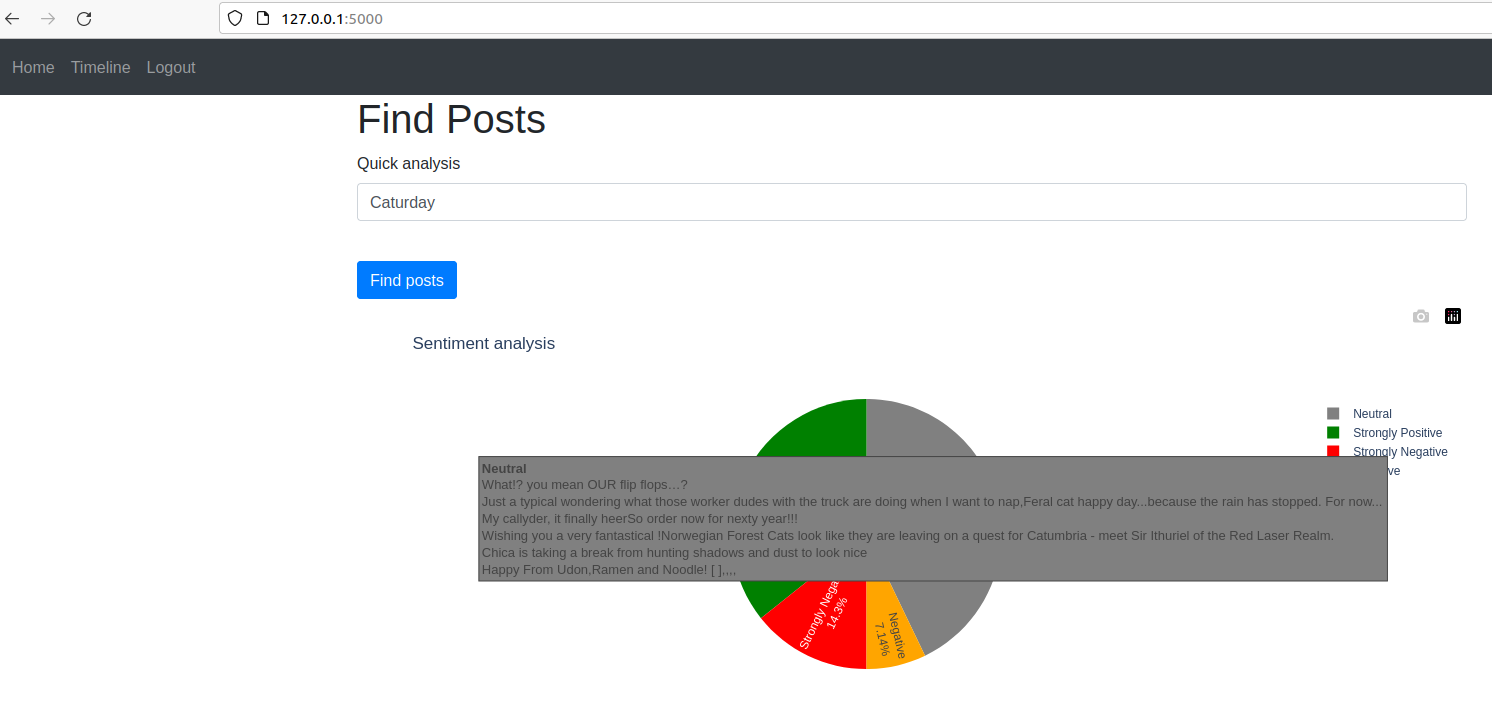 127.0.0.1:5000
Home Timeline Logout
Find Posts
Quick analysis
Caturday
Find posts
Sentiment analysis
Neutral
Strongly Positive
Strongly Negative
ve
Neutral
What!? you mean OUR flip flops…?
Just a typical wondering what those worker dudes with the truck are doing when I want to nap,Feral cat happy day...because the rain has stopped. For now...
My callyder, it finally heerSo order now for nexty year!!!
Wishing you a very fantastical !Norwegian Forest Cats look like they are leaving on a quest for Catumbria - meet Sir Ithuriel of the Red Laser Realm.
Chica is taking a break from hunting shadows and dust to look nice
Happy From Udon,Ramen and Noodle! [ ],,,,
Strongly Nega
14.3%
Negative
7.14%